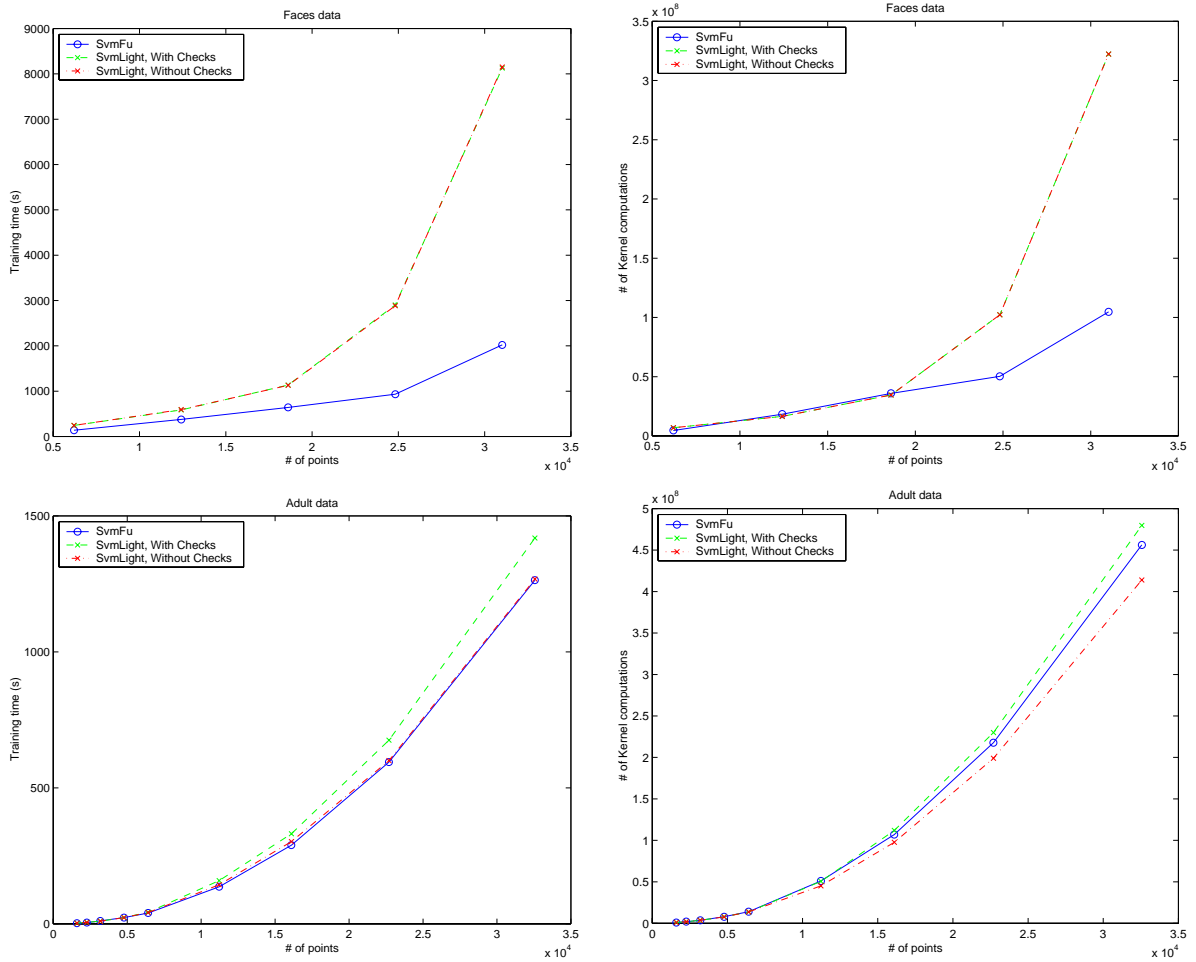 Faces data
SvmFu
SvmLight, With Checks
SvmLight, Without Checks
Training time (s)
9000
8000
7000
6000
5000
4000
3000
2000
1000
0
0.5 1 1.5 2 2.5 3 3.5
x 10^4
# of points
Faces data
x 10^8
SvmFu
SvmLight, With Checks
SvmLight, Without Checks
# of Kernel computations
3.5
3
2.5
2
1.5
1
0.5
0
0.5 1 1.5 2 2.5 3 3.5
x 10^4
# of points
Adult data
SvmFu
SvmLight, With Checks
SvmLight, Without Checks
Training time (s)
1500
1000
500
0
0 0.5 1 1.5 2 2.5 3 3.5
x 10^4
# of points
Adult data
x 10^8
SvmFu
SvmLight, With Checks
SvmLight, Without Checks
# of Kernel computations
5
4.5
4
3.5
3
2.5
2
1.5
1
0.5
0
0 0.5 1 1.5 2 2.5 3 3.5
x 10^4
# of points